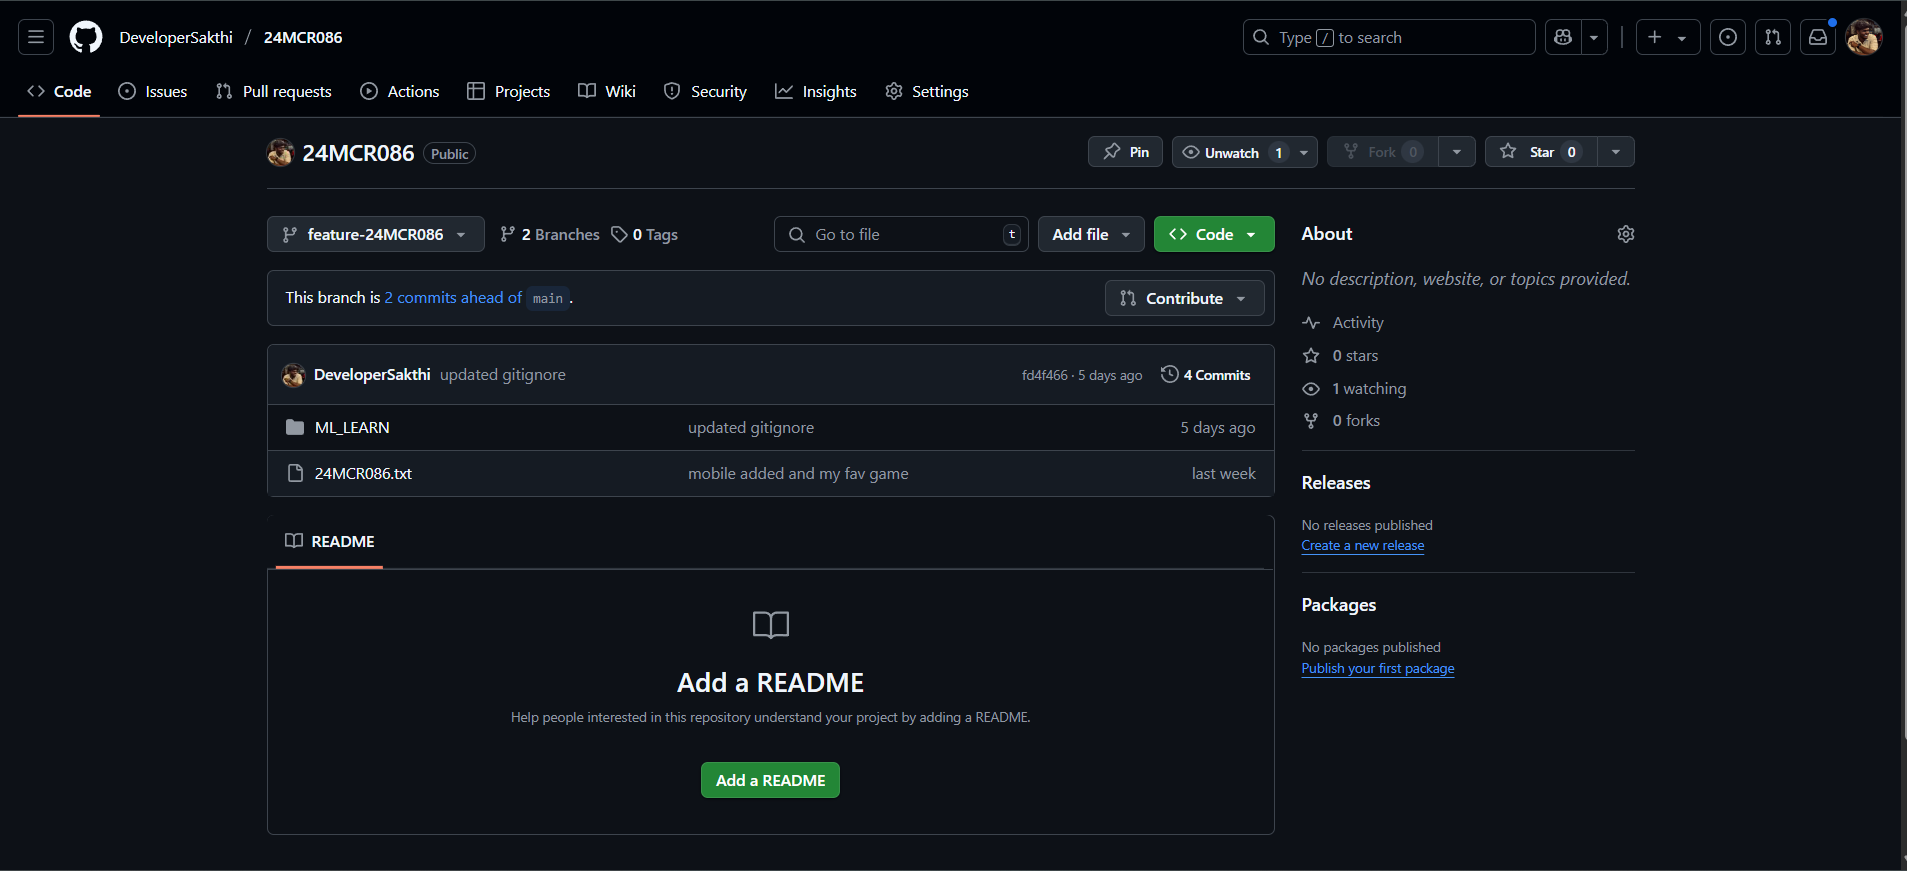 DeveloperSakthi / 24MCR086
Type / to search
Code Issues Pull requests Actions Projects Wiki Security Insights Settings
24MCR086 Public
Pin Unwatch 1 Fork 0 Star 0
feature-24MCR086 2 Branches 0 Tags
Go to file t Add file Code
This branch is 2 commits ahead of main .
Contribute
DeveloperSakthi updated gitignore fd4f466 · 5 days ago 4 Commits
ML_LEARN updated gitignore 5 days ago
24MCR086.txt mobile added and my fav game last week
README
Add a README
Help people interested in this repository understand your project by adding a README.
Add a README
About
No description, website, or topics provided.
Activity
0 stars
1 watching
0 forks
Releases
No releases published
Create a new release
Packages
No packages published
Publish your first package